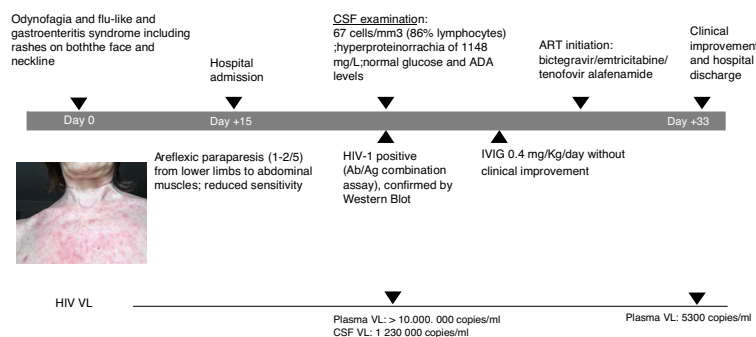 Odynofagia and flu-like and
gastroenteritis syndrome including
rashes on boththe face and
neckline
Hospital
admission
CSF examination:
67 cells/mm3 (86% lymphocytes)
;hyperproteinorrachia of 1148
mg/L;normal glucose and ADA
levels
ART initiation:
bictegravir/emtricitabine/
tenofovir alafenamide
Clinical
improvement
and hospital
discharge
Day 0
Day +15
Day +33
Areflexic paraparesis (1-2/5)
from lower limbs to abdominal
muscles; reduced sensitivity
HIV-1 positive
(Ab/Ag combination
assay), confirmed by
Western Blot
IVIG 0.4 mg/Kg/day without
clinical improvement
HIV VL
Plasma VL: > 10.000. 000 copies/ml
CSF VL: 1 230 000 copies/ml
Plasma VL: 5300 copies/ml